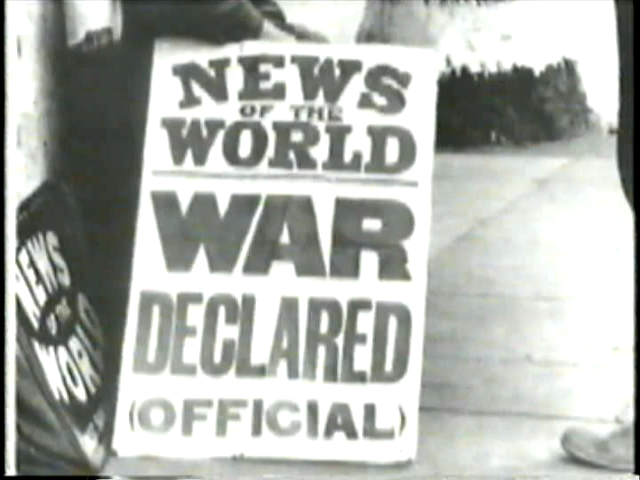 NEWS
OF THE
WORLD
WAR
DECLARED
(OFFICIAL)
NEWS
OF THE
WORLD